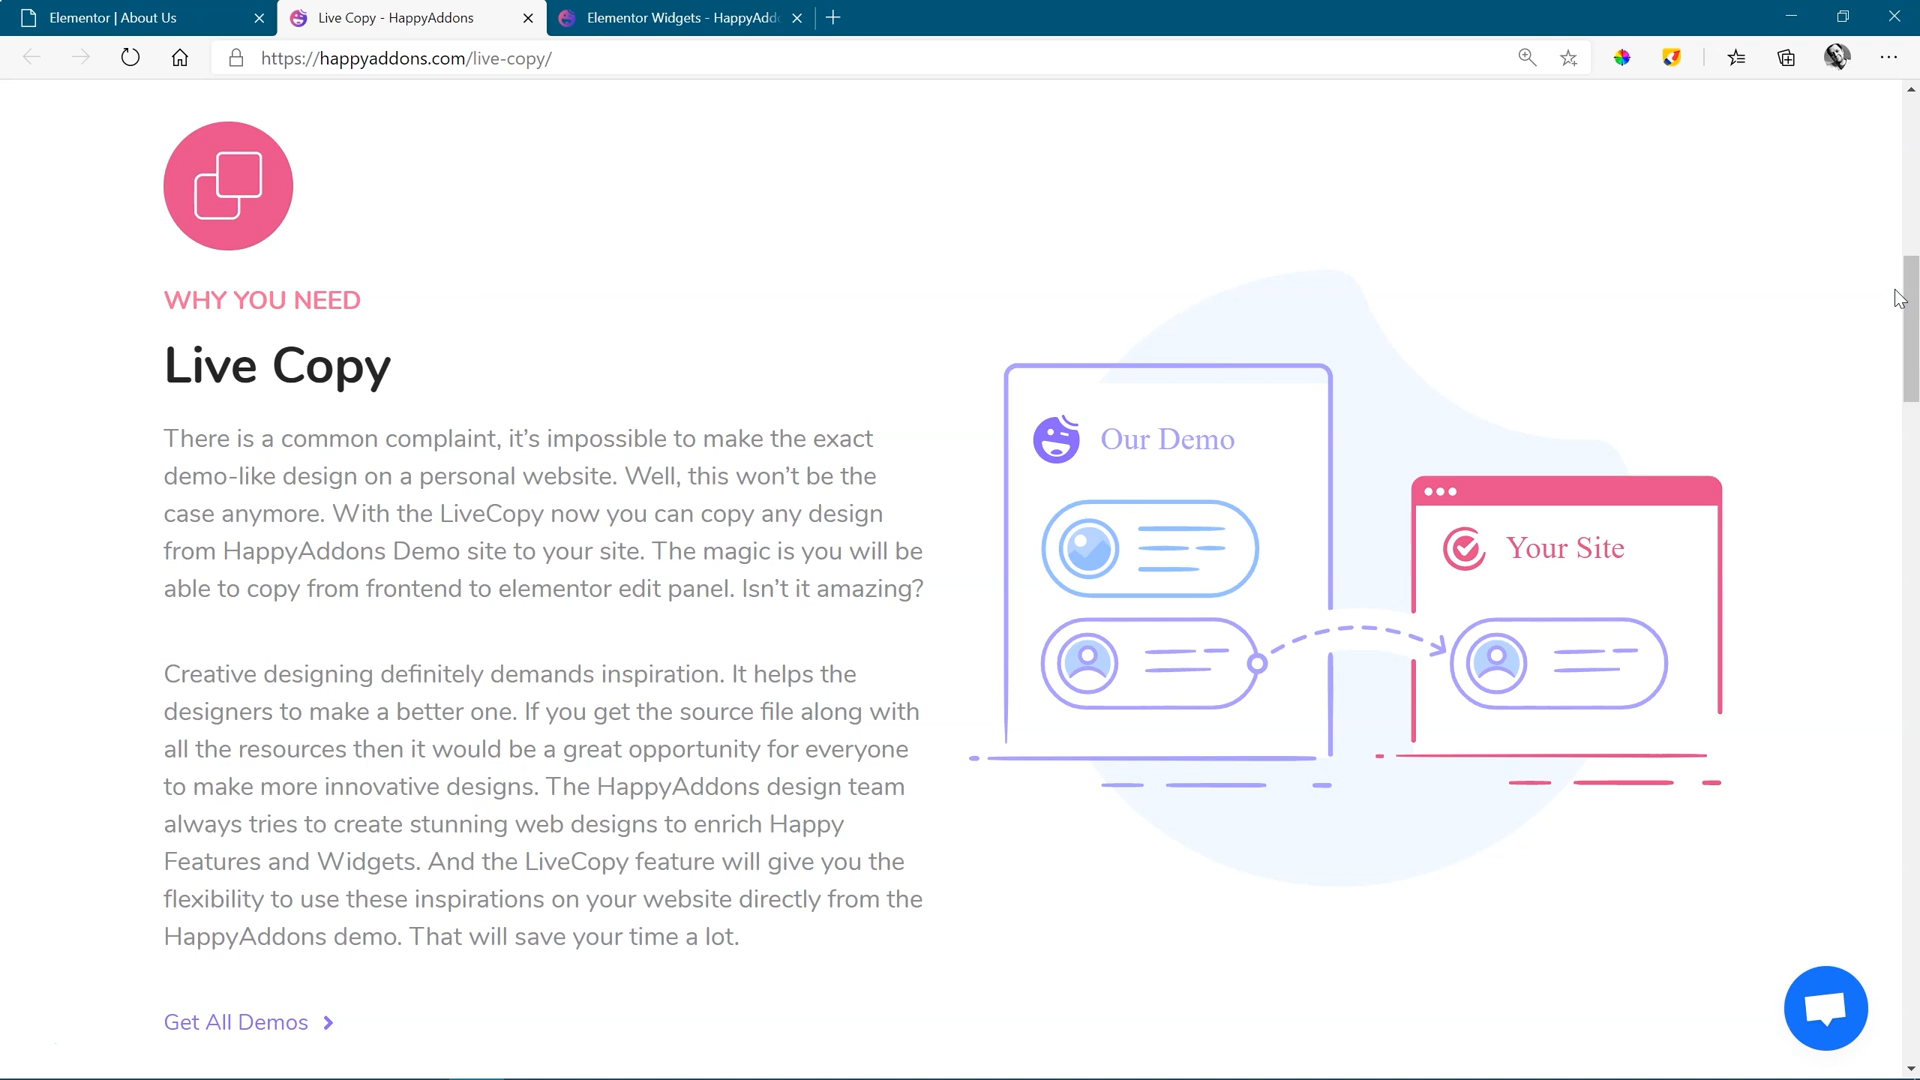 Elementor | About Us
Live Copy - HappyAddons
Elementor Widgets - HappyAdd
https://happyaddons.com/live-copy/
WHY YOU NEED
Live Copy
There is a common complaint, it’s impossible to make the exact
demo-like design on a personal website. Well, this won’t be the
case anymore. With the LiveCopy now you can copy any design
from HappyAddons Demo site to your site. The magic is you will be
able to copy from frontend to elementor edit panel. Isn’t it amazing?
Creative designing definitely demands inspiration. It helps the
designers to make a better one. If you get the source file along with
all the resources then it would be a great opportunity for everyone
to make more innovative designs. The HappyAddons design team
always tries to create stunning web designs to enrich Happy
Features and Widgets. And the LiveCopy feature will give you the
flexibility to use these inspirations on your website directly from the
HappyAddons demo. That will save your time a lot.
Get All Demos
Our Demo
Your Site